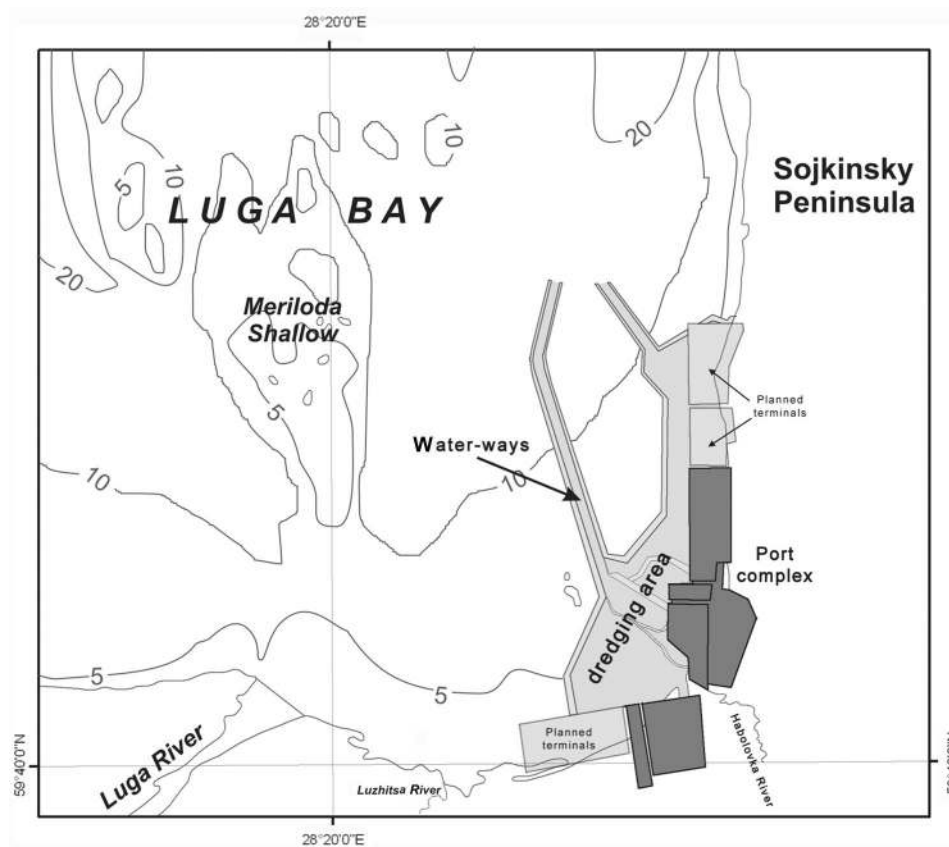 28°20'0"E
20
10
10
5
20
LUGA BAY
Sojkinsky
Peninsula
20
Meriloda
Shallow
5
Planned
terminals
Water-ways
10
10
Port
complex
dredging area
5
5
Planned
terminals
Luga River
Luzhitsa River
Habolovka River
59°40'0"N
28°20'0"E